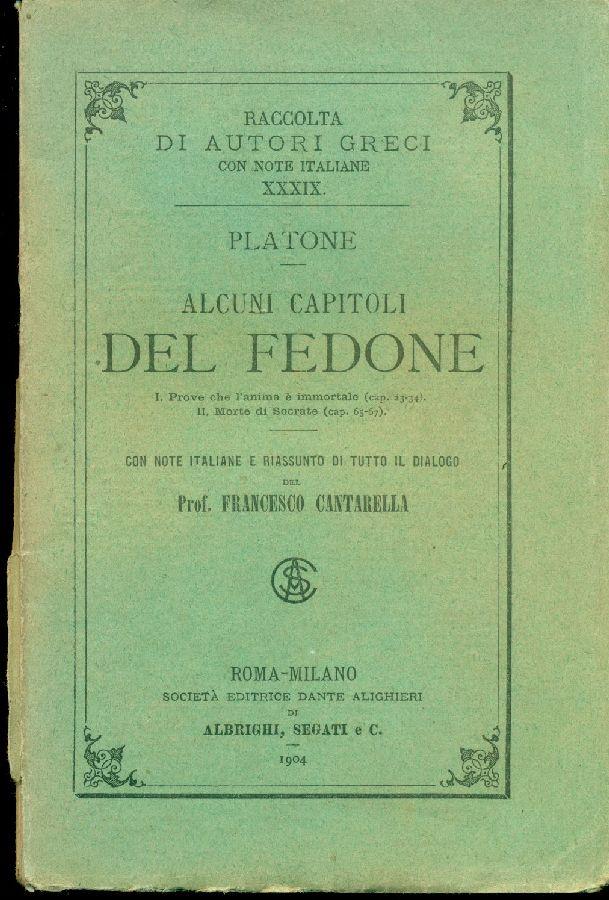 RACCOLTA
DI AUTORI GRECI
CON NOTE ITALIANE
XXXIX.
PLATONE
ALCUNI CAPITOLI
DEL FEDONE
I. Prove che l'anima è immortale (cap. 23-34).
II. Morte di Socrate (cap. 65-67).
CON NOTE ITALIANE E RIASSUNTO DI TUTTO IL DIALOGO
DEL
Prof. FRANCESCO CANTARELLA
ROMA-MILANO
SOCIETÀ EDITRICE DANTE ALIGHIERI
DI
ALBRIGHI, SEGATI e C.
1904